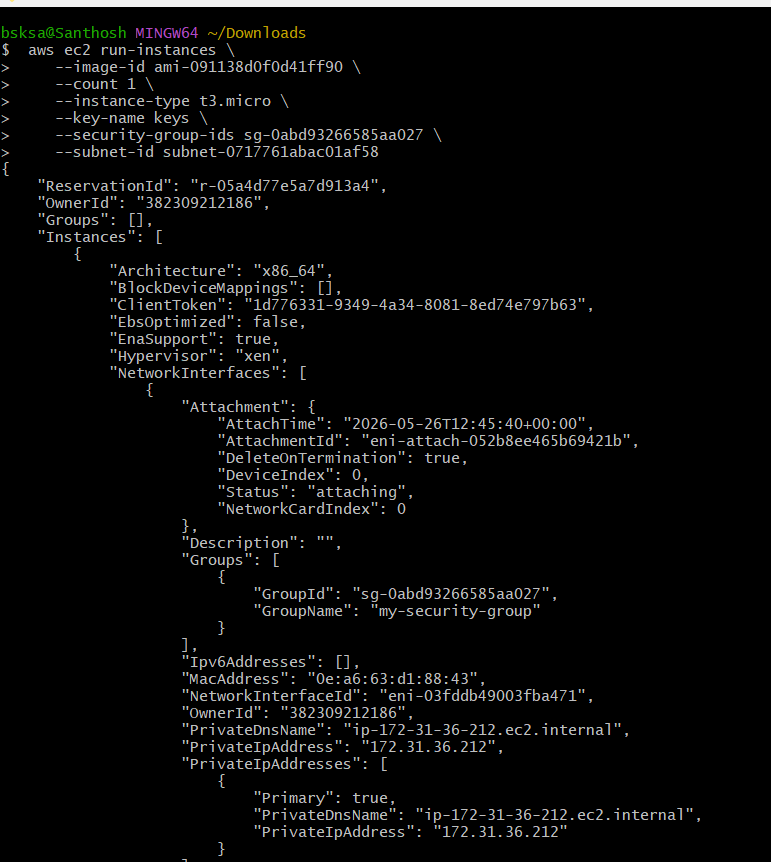 bsksa@Santhosh MINGW64 ~/Downloads
$  aws ec2 run-instances \
>     --image-id ami-091138d0f0d41ff90 \
>     --count 1 \
>     --instance-type t3.micro \
>     --key-name keys \
>     --security-group-ids sg-0abd93266585aa027 \
>     --subnet-id subnet-0717761abac01af58
{
    "ReservationId": "r-05a4d77e5a7d913a4",
    "OwnerId": "382309212186",
    "Groups": [],
    "Instances": [
        {
            "Architecture": "x86_64",
            "BlockDeviceMappings": [],
            "ClientToken": "1d776331-9349-4a34-8081-8ed74e797b63",
            "EbsOptimized": false,
            "EnaSupport": true,
            "Hypervisor": "xen",
            "NetworkInterfaces": [
                {
                    "Attachment": {
                        "AttachTime": "2026-05-26T12:45:40+00:00",
                        "AttachmentId": "eni-attach-052b8ee465b69421b",
                        "DeleteOnTermination": true,
                        "DeviceIndex": 0,
                        "Status": "attaching",
                        "NetworkCardIndex": 0
                    },
                    "Description": "",
                    "Groups": [
                        {
                            "GroupId": "sg-0abd93266585aa027",
                            "GroupName": "my-security-group"
                        }
                    ],
                    "Ipv6Addresses": [],
                    "MacAddress": "0e:a6:63:d1:88:43",
                    "NetworkInterfaceId": "eni-03fddb49003fba471",
                    "OwnerId": "382309212186",
                    "PrivateDnsName": "ip-172-31-36-212.ec2.internal",
                    "PrivateIpAddress": "172.31.36.212",
                    "PrivateIpAddresses": [
                        {
                            "Primary": true,
                            "PrivateDnsName": "ip-172-31-36-212.ec2.internal",
                            "PrivateIpAddress": "172.31.36.212"
                        }